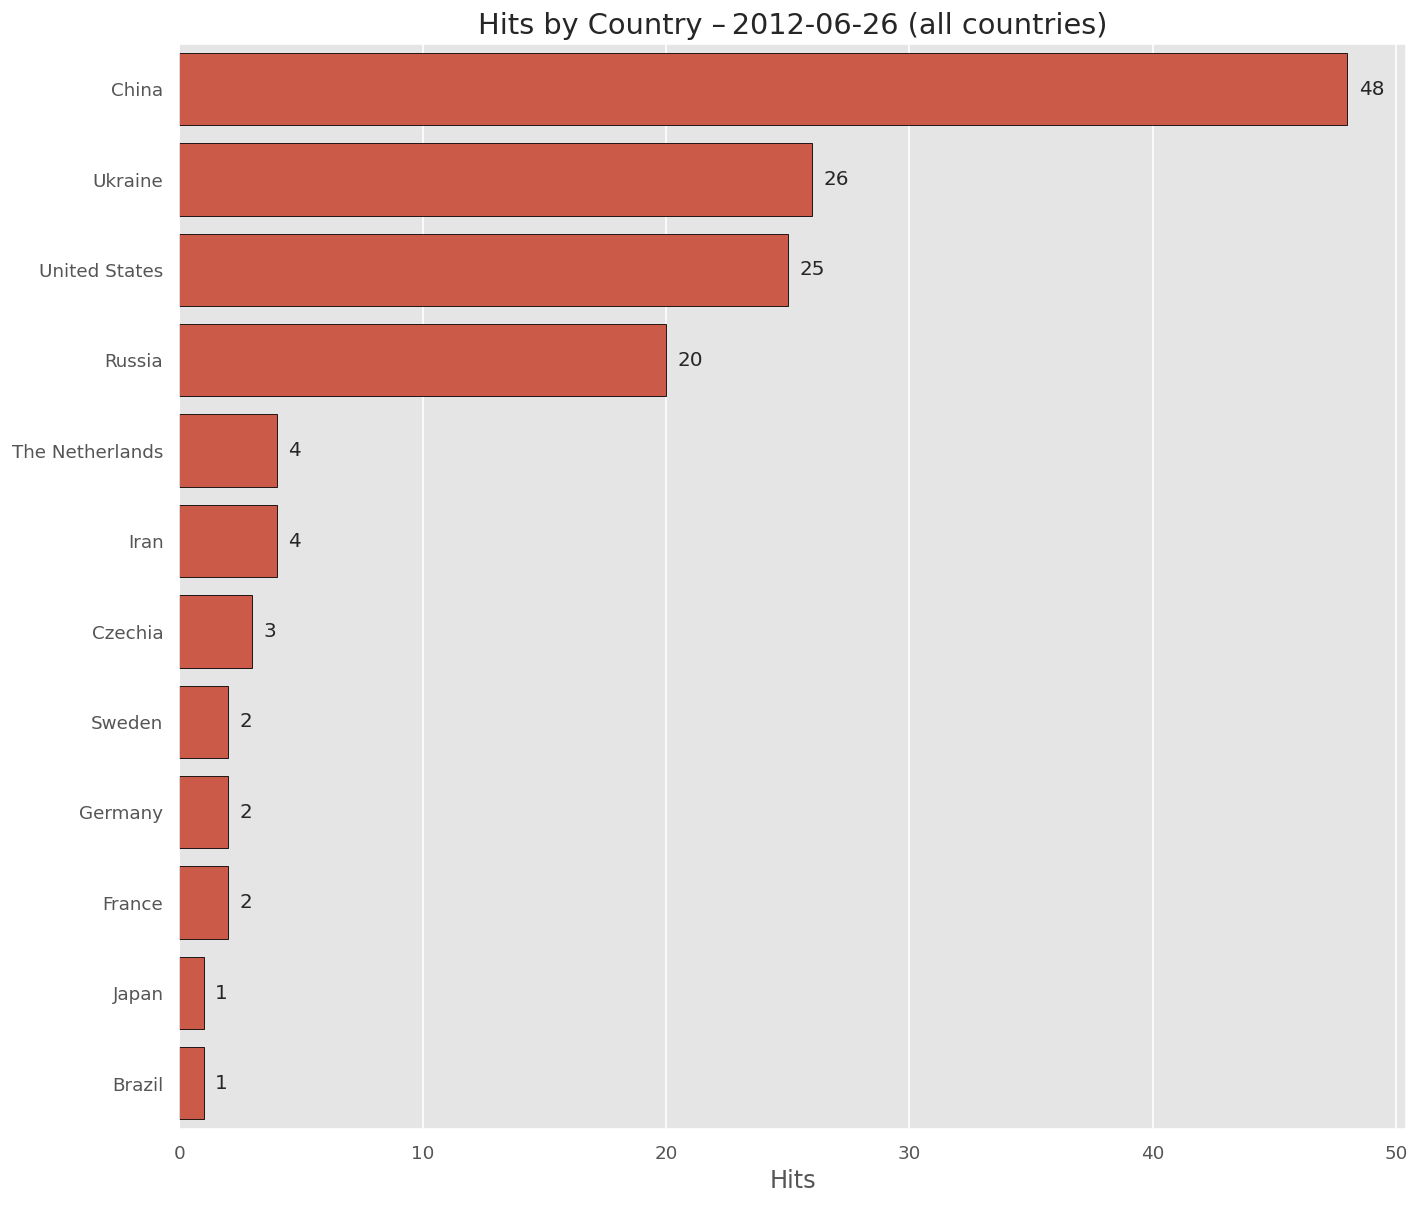 Hits by Country – 2012-06-26 (all countries)
China 48
Ukraine 26
United States 25
Russia 20
The Netherlands 4
Iran 4
Czechia 3
Sweden 2
Germany 2
France 2
Japan 1
Brazil 1
0 10 20 30 40 50
Hits